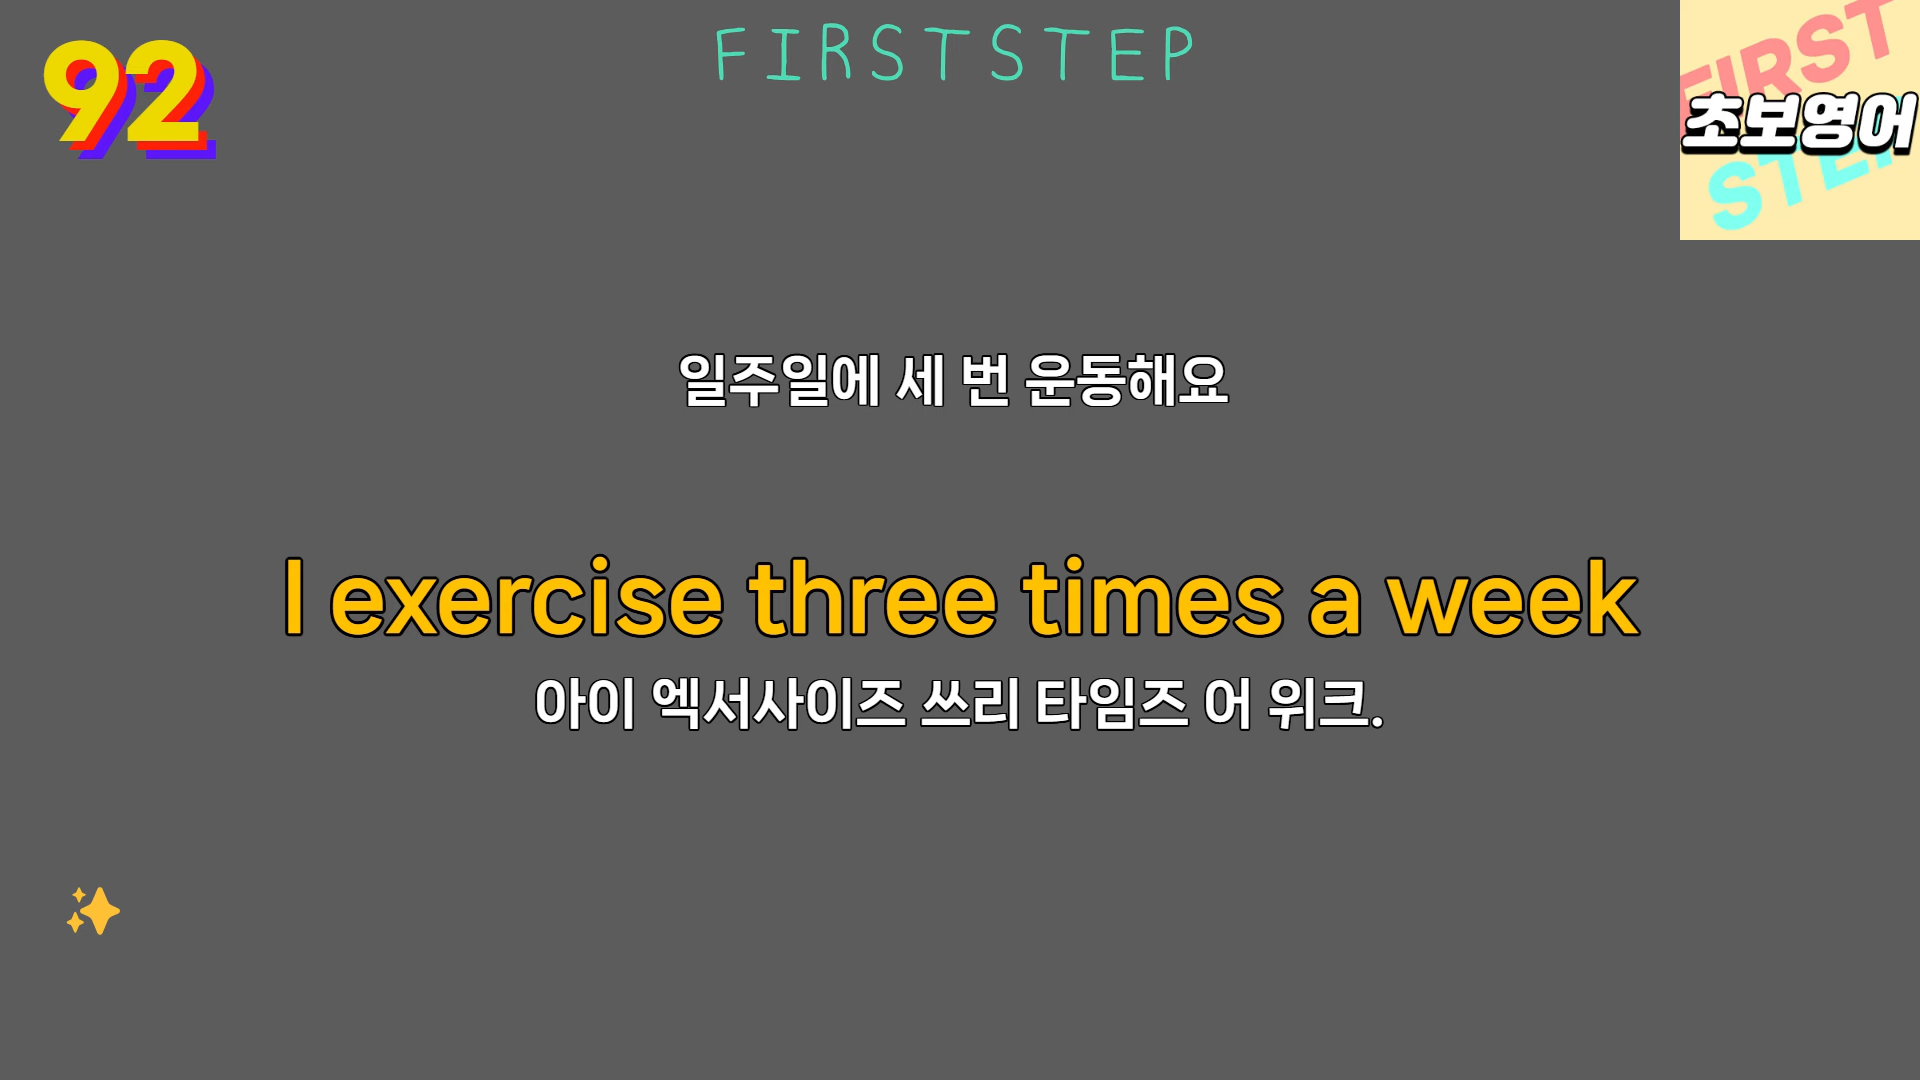 92
FIRSTSTEP
FIRST
초보영어
STEP
일주일에 세 번 운동해요
I exercise three times a week
아이 엑서사이즈 쓰리 타임즈 어 위크.